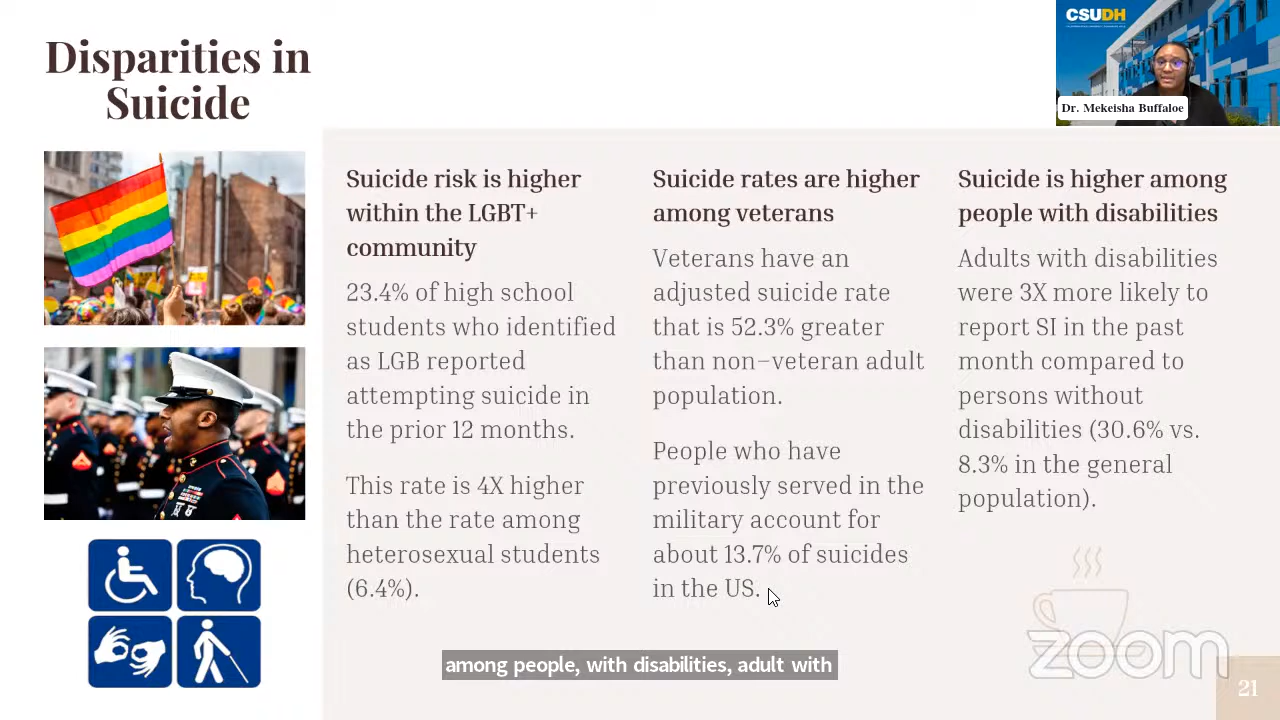 Disparities in
Suicide
CSUDH
Dr. Mekeisha Buffaloe
Suicide risk is higher
within the LGBT+
community
23.4% of high school
students who identified
as LGB reported
attempting suicide in
the prior 12 months.
This rate is 4X higher
than the rate among
heterosexual students
(6.4%).
Suicide rates are higher
among veterans
Veterans have an
adjusted suicide rate
that is 52.3% greater
than non–veteran adult
population.
People who have
previously served in the
military account for
about 13.7% of suicides
in the US.
Suicide is higher among
people with disabilities
Adults with disabilities
were 3X more likely to
report SI in the past
month compared to
persons without
disabilities (30.6% vs.
8.3% in the general
population).
among people, with disabilities, adult with
zoom
21